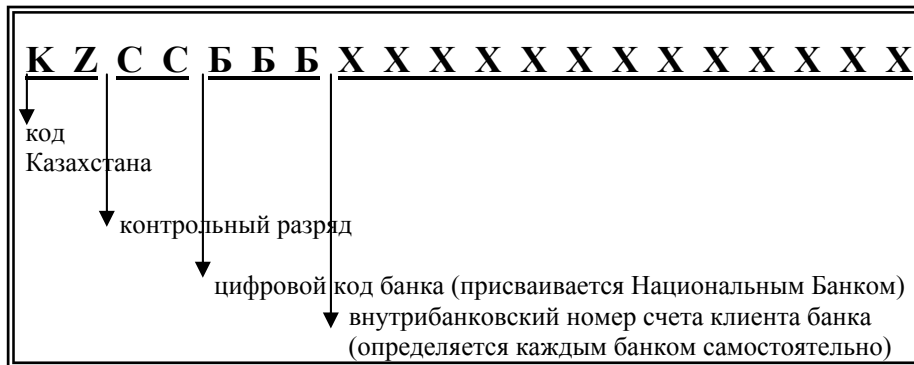 K Z С С Б Б Б X X X X X X X X X X X X X
код
Казахстана
контрольный разряд
цифровой код банка (присваивается Национальным Банком)
внутрибанковский номер счета клиента банка
(определяется каждым банком самостоятельно)